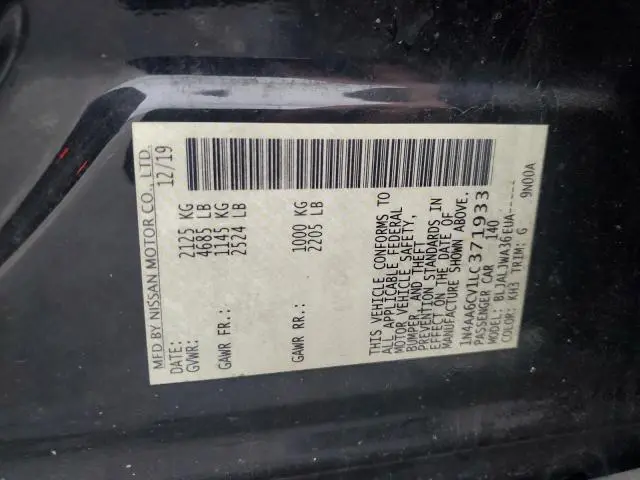 MFD BY NISSAN MOTOR CO., LTD
DATE: 12/19
GVWR: 2125 KG
4685 LB
GAWR FR.: 1145 KG
2524 LB
GAWR RR.: 1000 KG
2205 LB
THIS VEHICLE CONFORMS TO
ALL APPLICABLE FEDERAL
MOTOR VEHICLE SAFETY,
BUMPER, AND THEFT
PREVENTION STANDARDS IN
EFFECT ON THE DATE OF
MANUFACTURE SHOWN ABOVE.
1N4AA6CV1LC371933
PASSENGER CAR 140
MODEL: BLJALJWA36EUA-----
COLOR: KH3 TRIM: G 9N00A